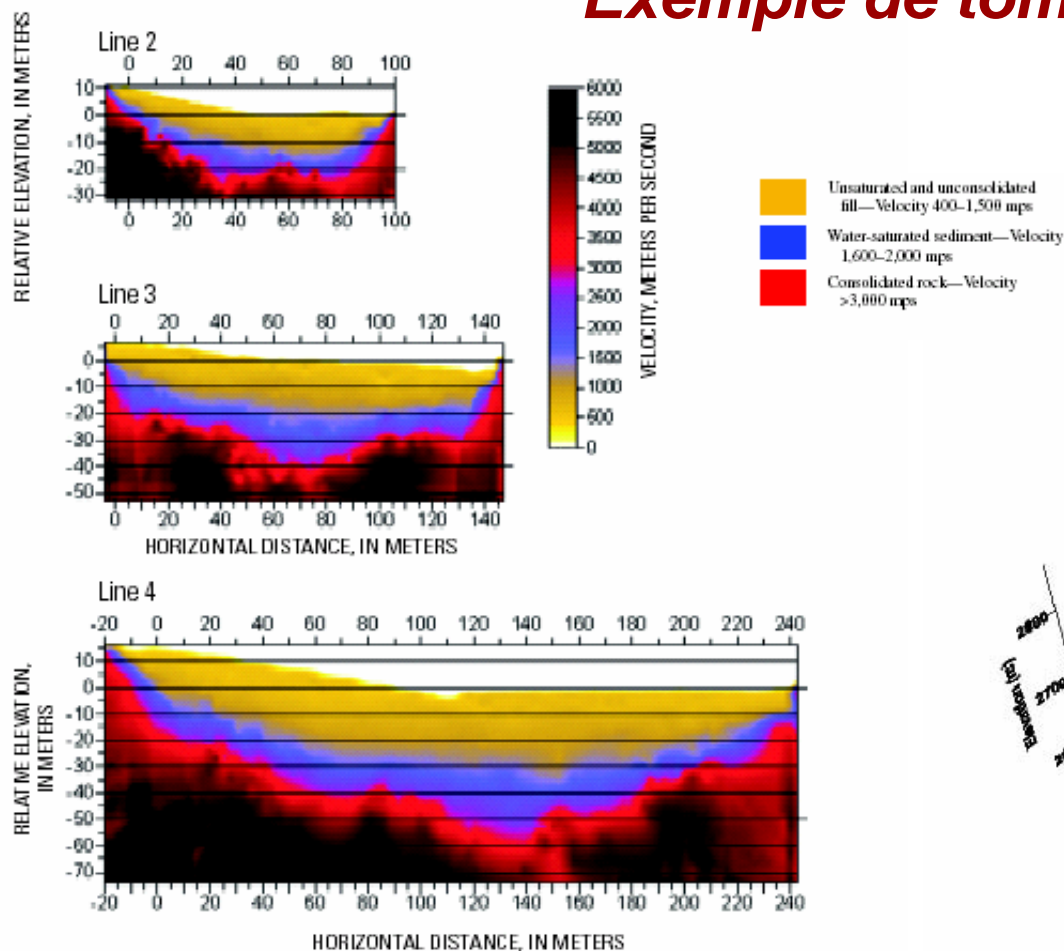 Exemple de tom
RELATIVE ELEVATION, IN METERS
Line 2
0 20 40 60 80 100
10
0
-10
-20
-30
0 20 40 60 80 100
6000
5500
5000
4500
4000
3500
3000
2500
2000
1500
1000
500
0
VELOCITY, METERS PER SECOND
Unsaturated and unconsolidated
fill—Velocity 400–1,500 mps
Water-saturated sediment—Velocity
1,600–2,000 mps
Consolidated rock—Velocity
>3,000 mps
Line 3
0 20 40 60 80 100 120 140
0
-10
-20
-30
-40
-50
0 20 40 60 80 100 120 140
HORIZONTAL DISTANCE, IN METERS
Line 4
-20 0 20 40 60 80 100 120 140 160 180 200 220 240
RELATIVE ELEVATION,
IN METERS
10
0
-10
-20
-30
-40
-50
-60
-70
-20 0 20 40 60 80 100 120 140 160 180 200 220 240
HORIZONTAL DISTANCE, IN METERS
2800
2700
Elevation (m)